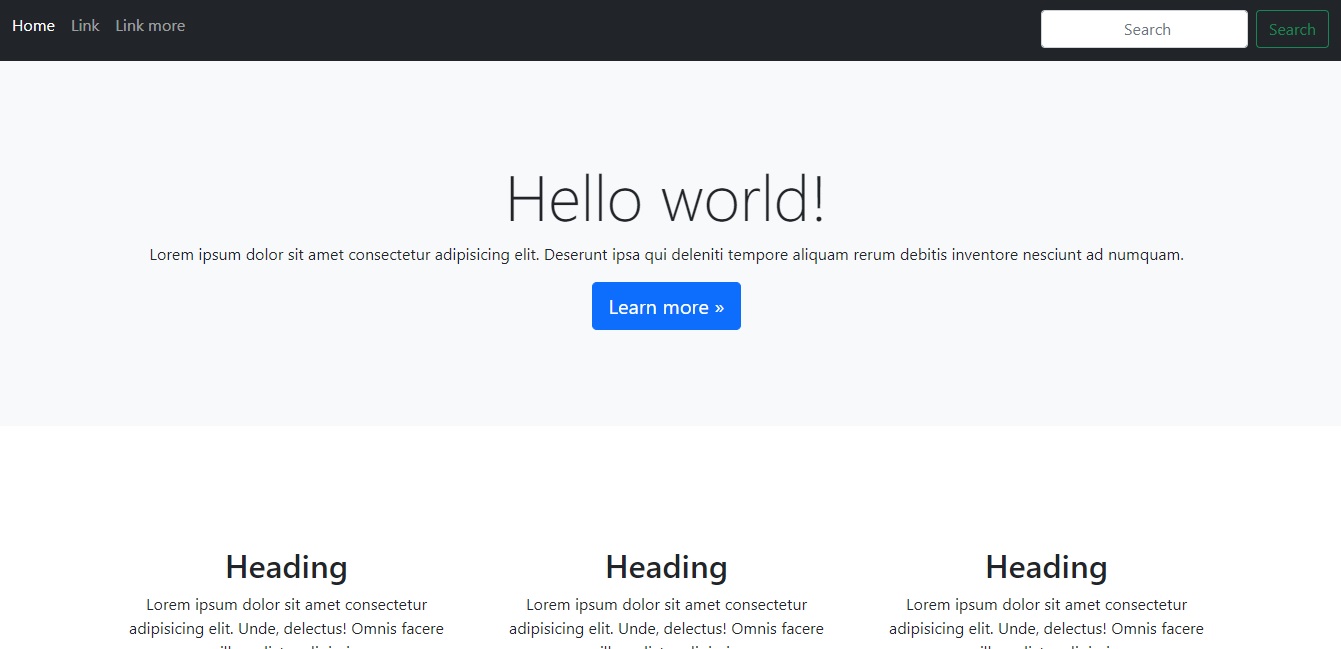 Home Link Link more Search Search
Hello world!
Lorem ipsum dolor sit amet consectetur adipisicing elit. Deserunt ipsa qui deleniti tempore aliquam rerum debitis inventore nesciunt ad numquam.
Learn more »
Heading Heading Heading
Lorem ipsum dolor sit amet consectetur Lorem ipsum dolor sit amet consectetur Lorem ipsum dolor sit amet consectetur
adipisicing elit. Unde, delectus! Omnis facere adipisicing elit. Unde, delectus! Omnis facere adipisicing elit. Unde, delectus! Omnis facere